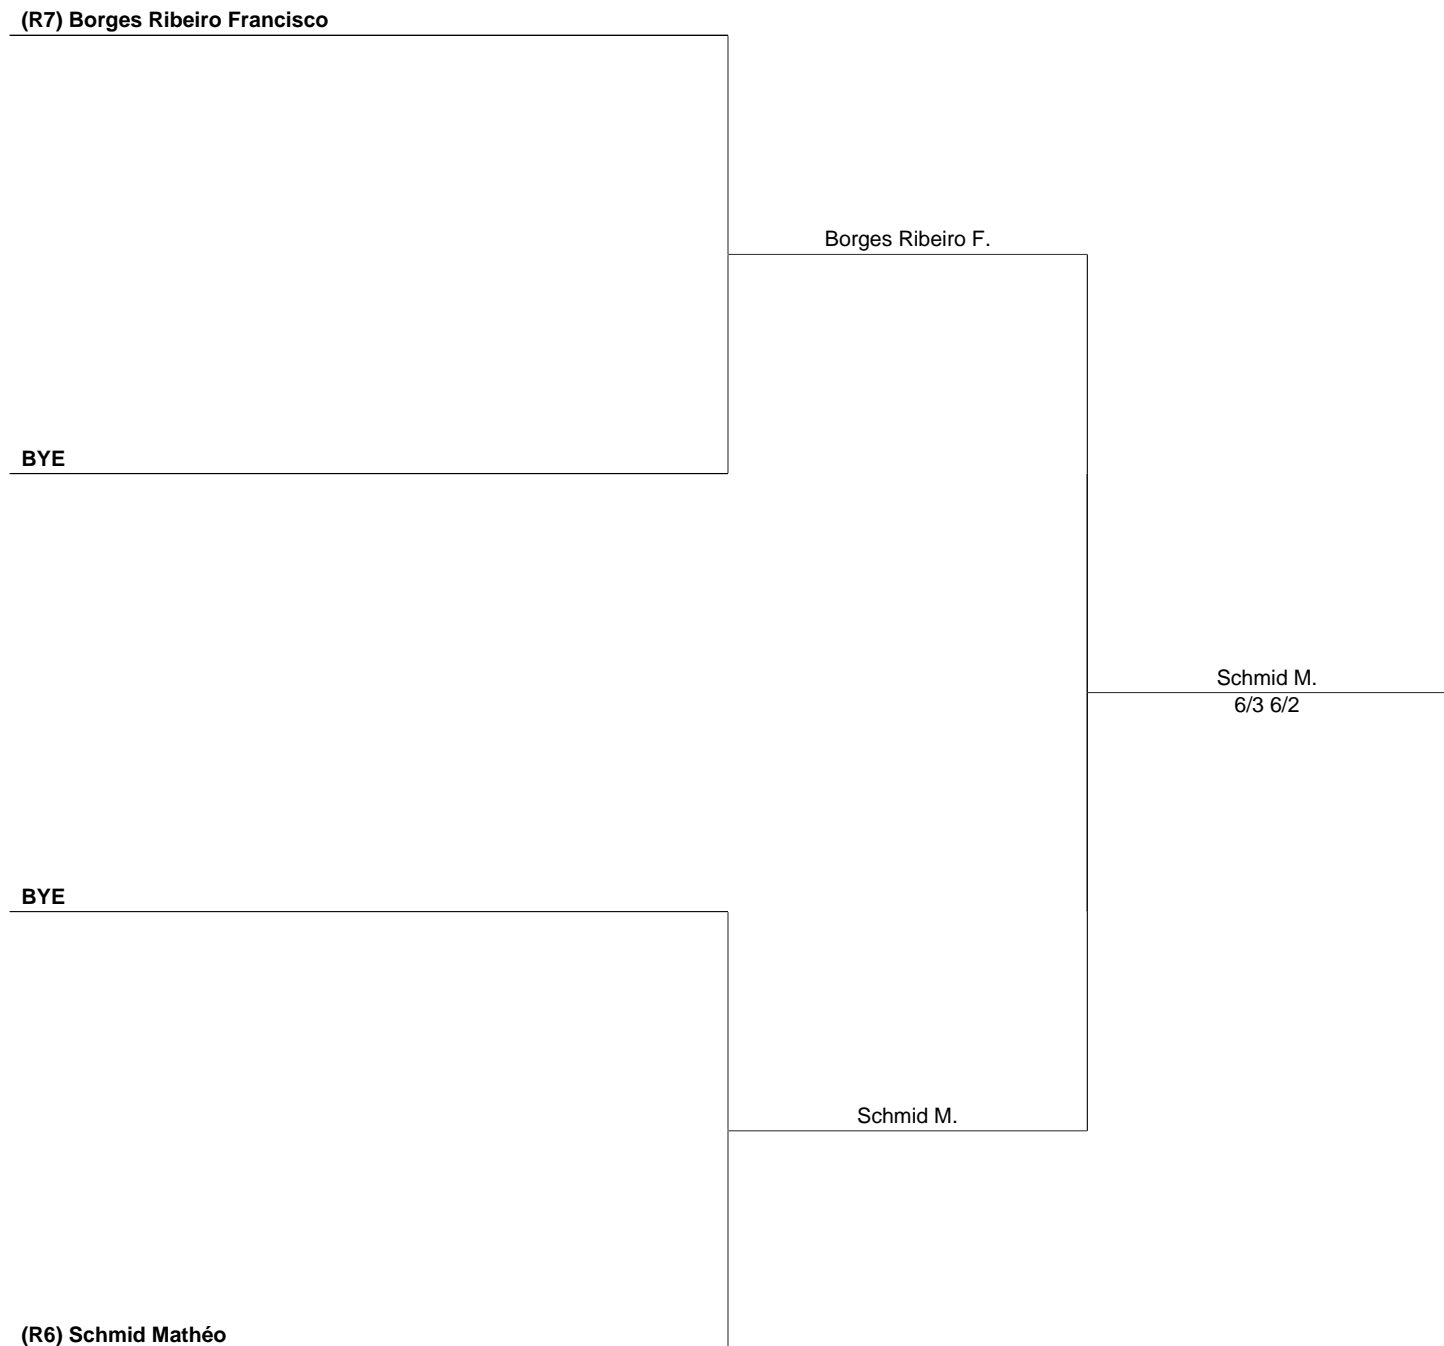 (R7) Borges Ribeiro Francisco
Borges Ribeiro F.
BYE
Schmid M.
6/3 6/2
BYE
Schmid M.
(R6) Schmid Mathéo